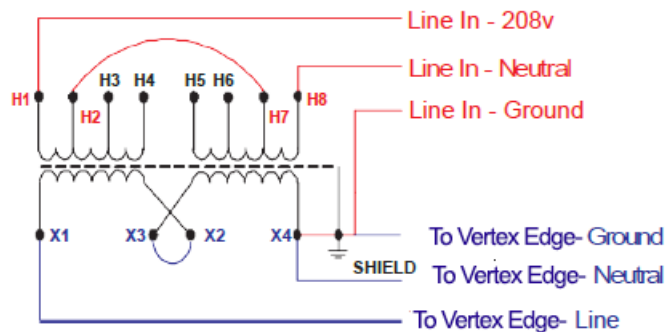 Line In - 208v
H3 H4 H5 H6 Line In - Neutral
H1 H2 H7 H8
Line In - Ground
X1 X3 X2 X4 To Vertex Edge- Ground
SHIELD To Vertex Edge- Neutral
To Vertex Edge- Line